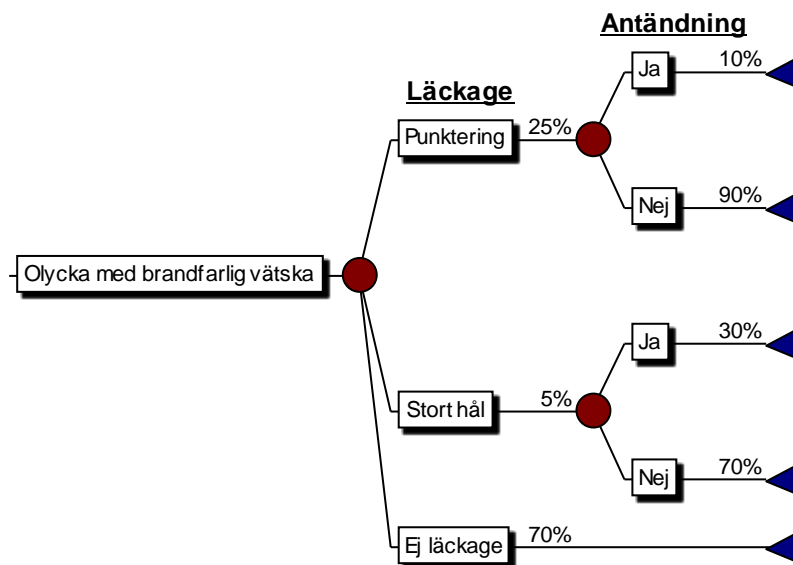 Antändning
Ja 10%
Läckage
Punktering 25%
Nej 90%
Olycka med brandfarlig vätska
Ja 30%
Stort hål 5%
Nej 70%
Ej läckage 70%